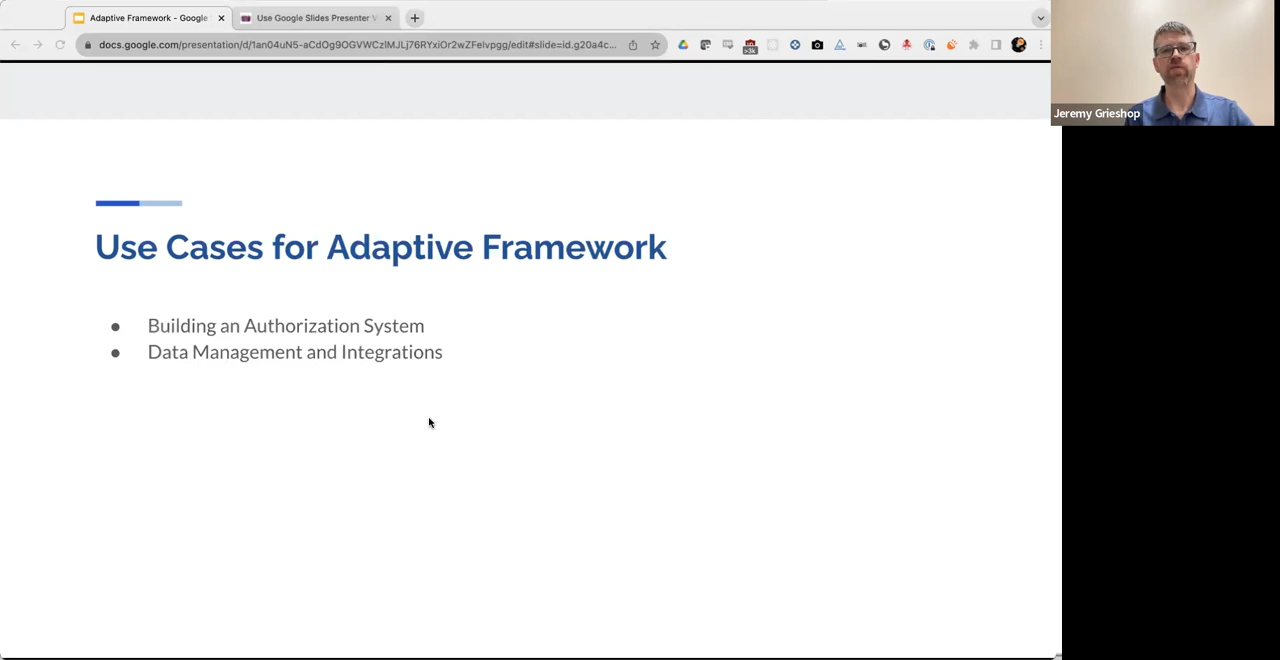 Adaptive Framework - Google
Use Google Slides Presenter V
docs.google.com/presentation/d/1an04uN5-aCdOg9OGVWCzlMJLj76RYxiOr2wZFelvpgg/edit#slide=id.g20a4c...
>3k
Jeremy Grieshop
Use Cases for Adaptive Framework
● Building an Authorization System
● Data Management and Integrations